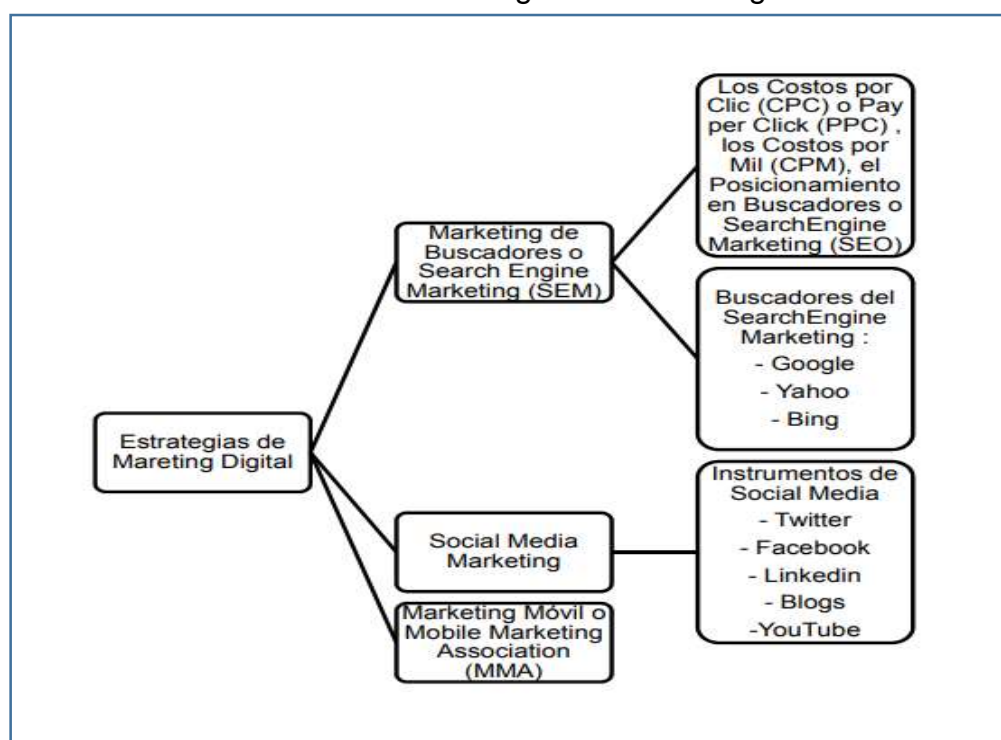 Los Costos por
Clic (CPC) o Pay
per Click (PPC) ,
los Costos por
Mil (CPM), el
Posicionamiento
en Buscadores o
SearchEngine
Marketing (SEO)
Marketing de
Buscadores o
Search Engine
Marketing (SEM)
Buscadores del
SearchEngine
Marketing :
- Google
- Yahoo
- Bing
Estrategias de
Mareting Digital
Instrumentos de
Social Media
- Twitter
- Facebook
- Linkedin
- Blogs
-YouTube
Social Media
Marketing
Marketing Móvil o
Mobile Marketing
Association
(MMA)